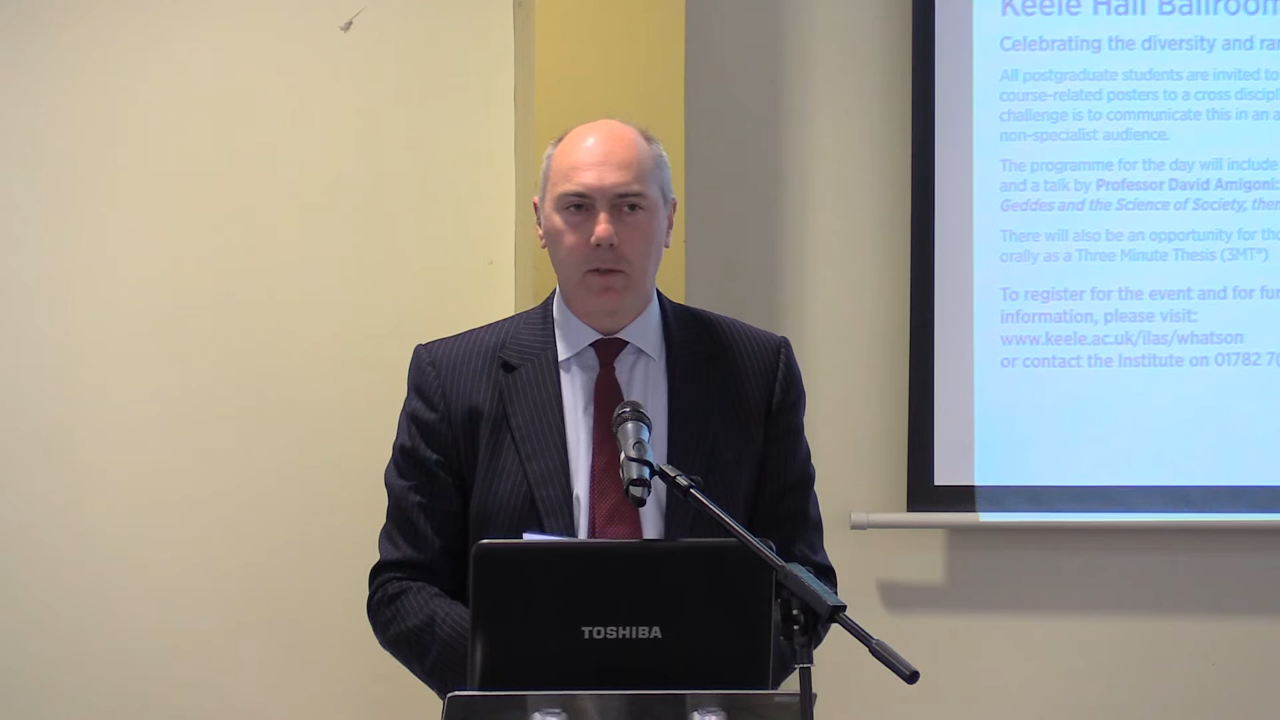 Keele Hall Ballroom
Celebrating the diversity and ra
All postgraduate students are invited to
course-related posters to a cross discipl
challenge is to communicate this in an a
non-specialist audience.
The programme for the day will include
and a talk by Professor David Amigoni:
Geddes and the Science of Society, then
There will also be an opportunity for tho
orally as a Three Minute Thesis (3MT®)
To register for the event and for fur
information, please visit:
www.keele.ac.uk/ilas/whatson
or contact the Institute on 01782 7
TOSHIBA